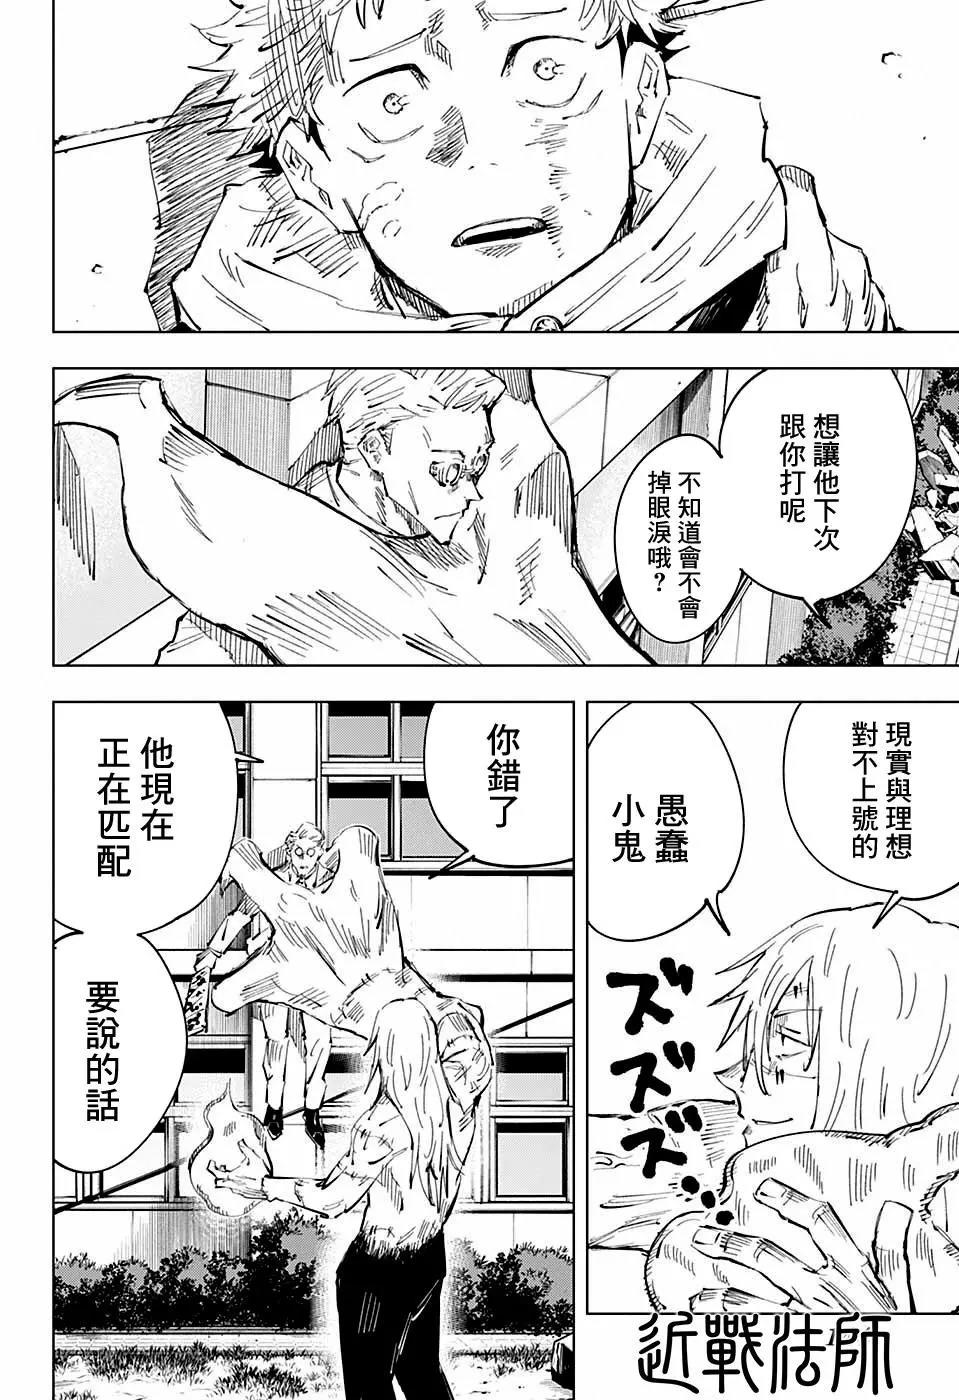 想讓他下次
跟你打呢
不知道會不會
掉眼淚哦？
現實與理想
對不上號的
愚蠢
小鬼
ズズズ
你錯了
他現在
正在匹配
要說的話
近戰法師